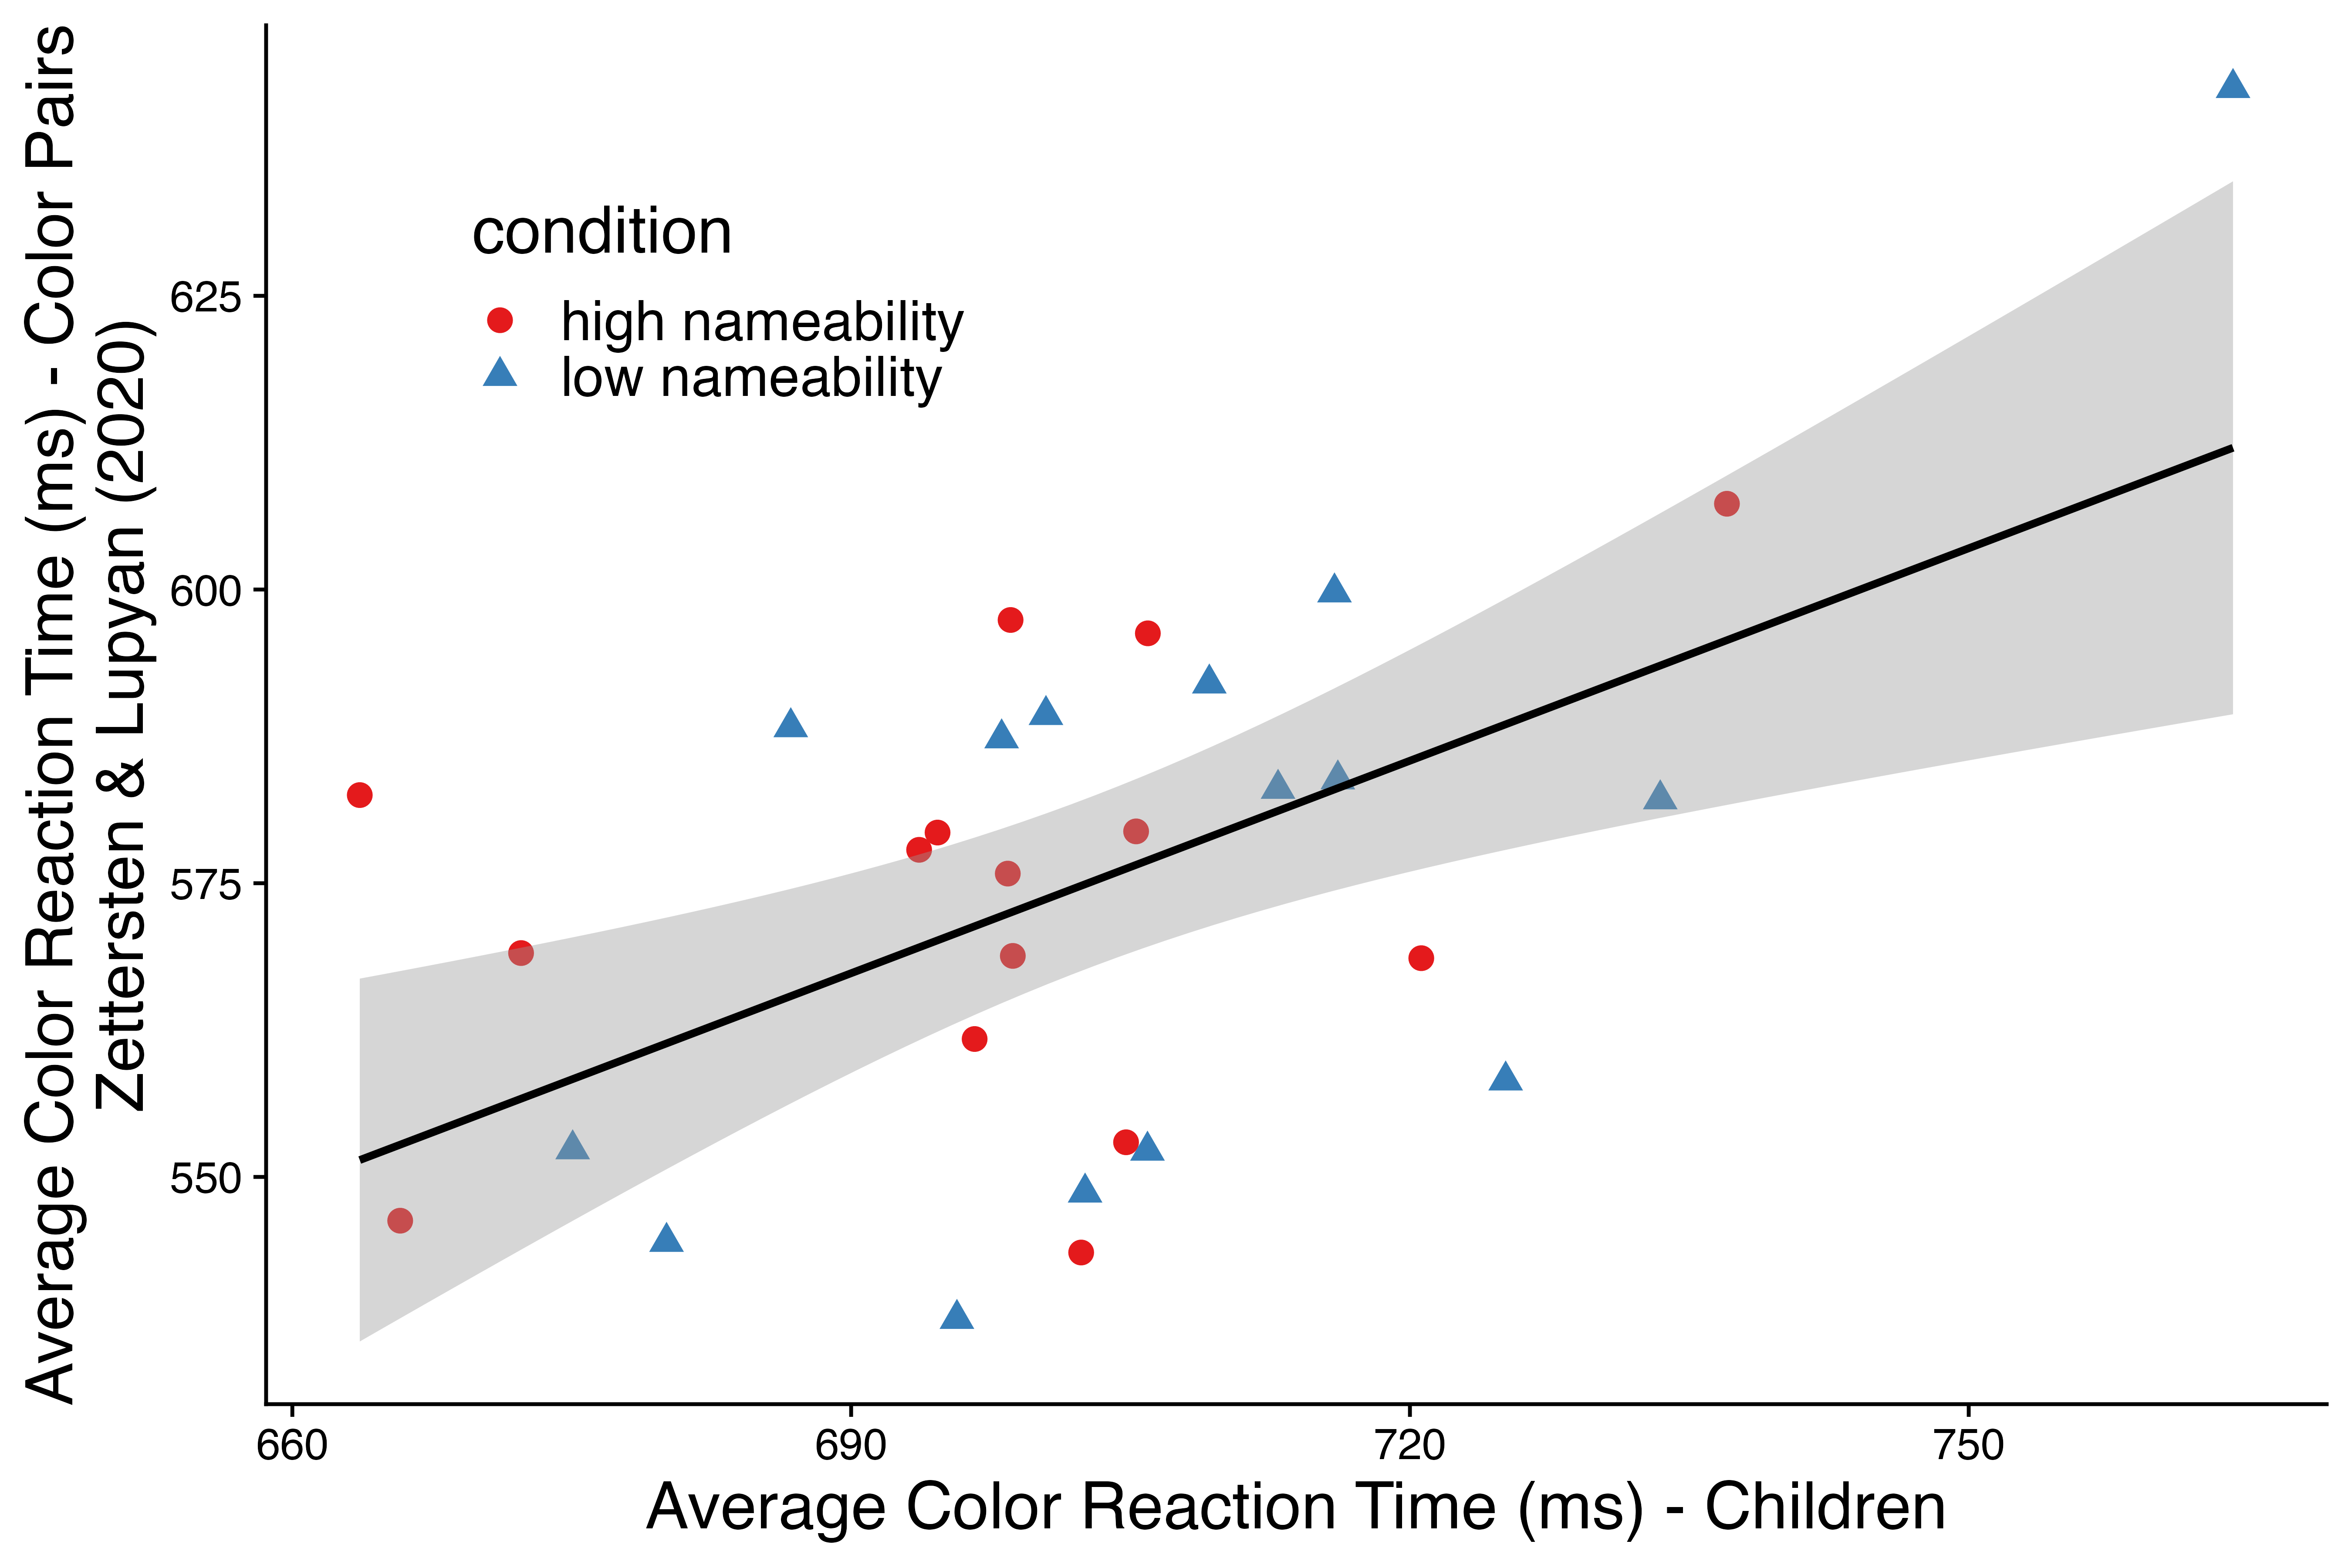 Average Color Reaction Time (ms) - Color Pairs
Zettersten & Lupyan (2020)
condition
high nameability
low nameability
625
600
575
550
660
690
720
750
Average Color Reaction Time (ms) - Children